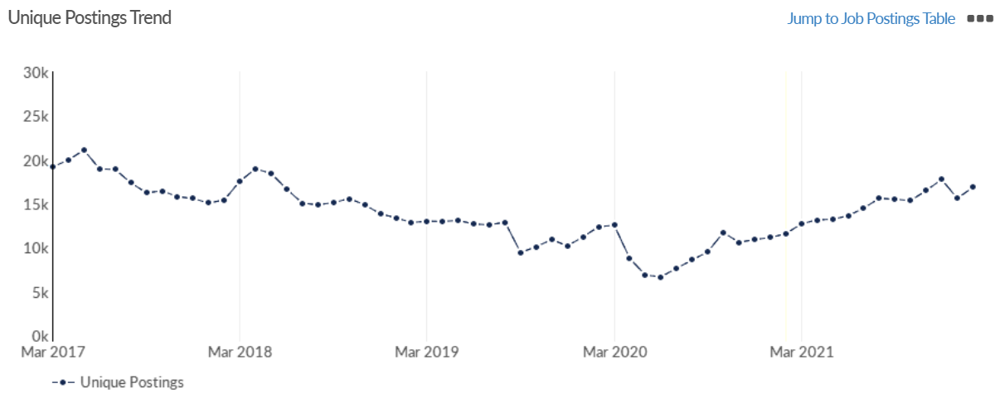 Unique Postings Trend
Jump to Job Postings Table
30k
25k
20k
15k
10k
5k
0k
Mar 2017 Mar 2018 Mar 2019 Mar 2020 Mar 2021
Unique Postings